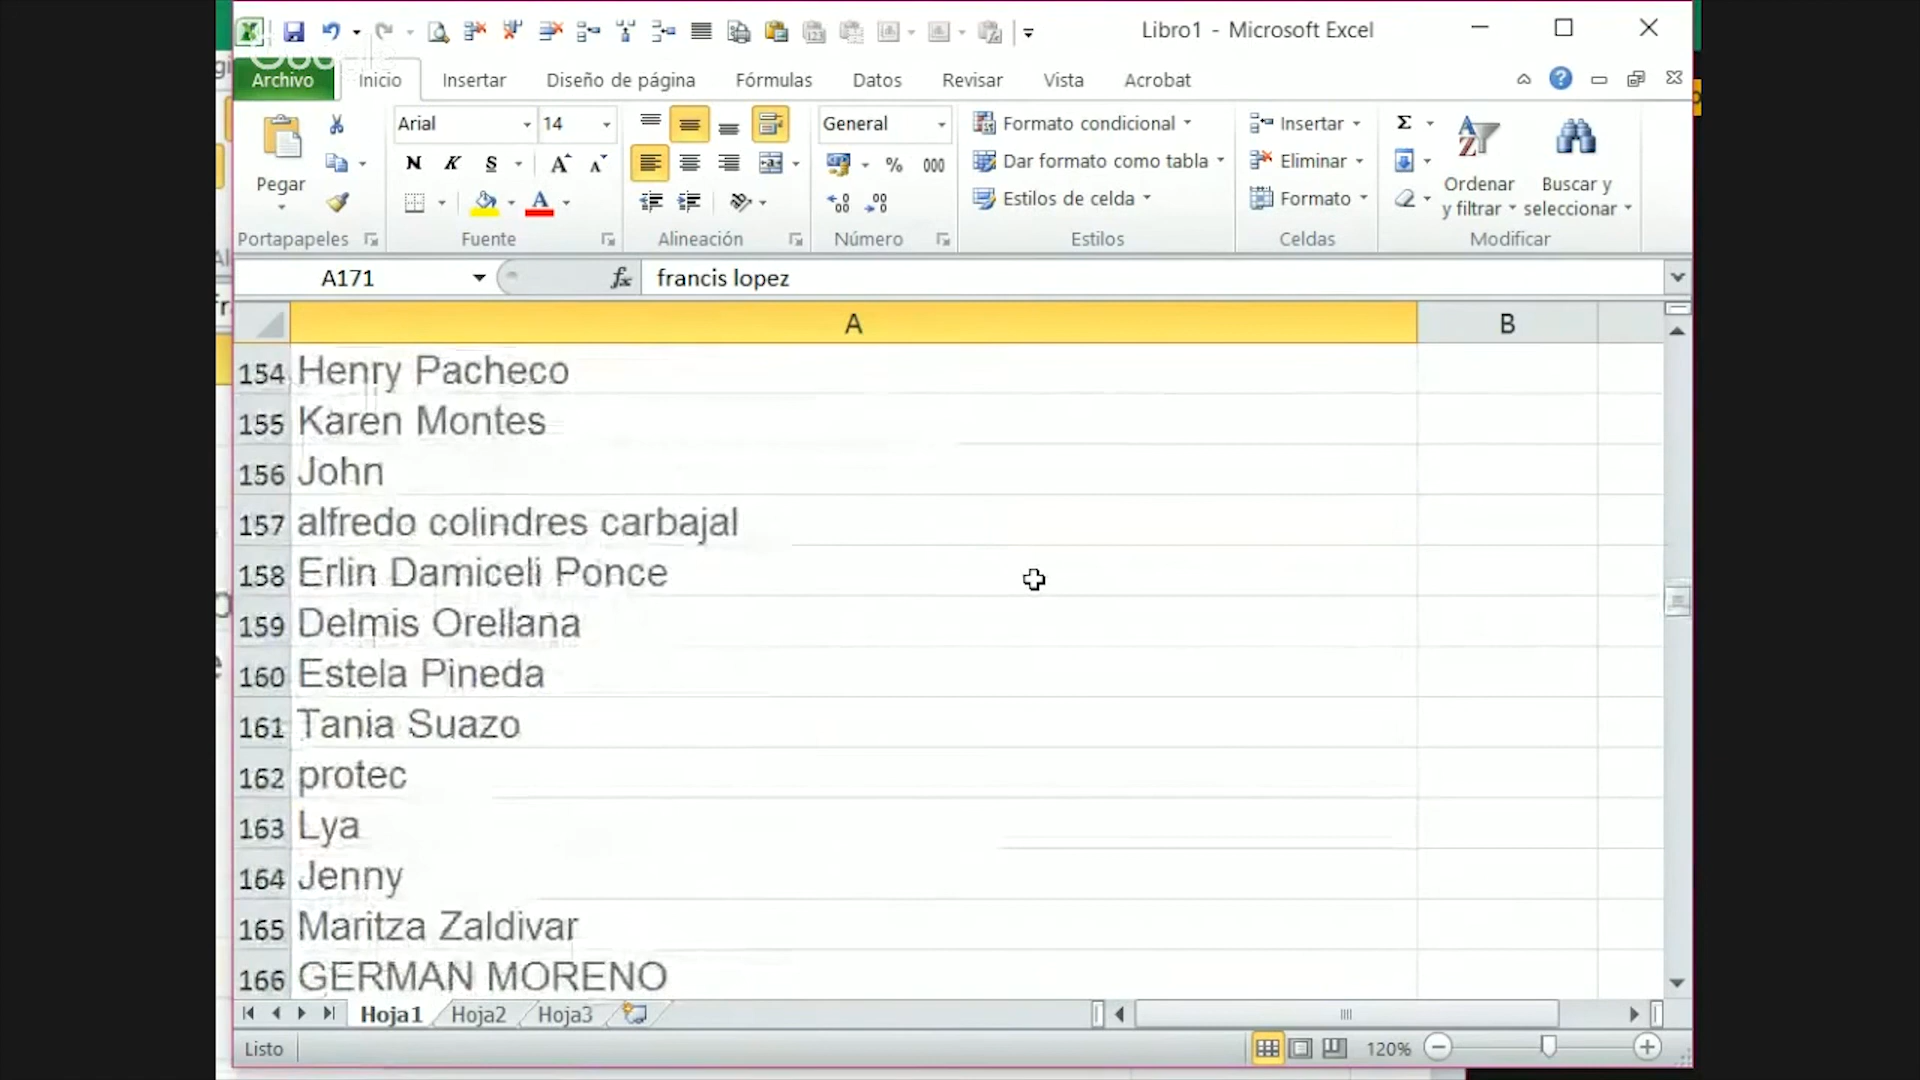 Libro1 - Microsoft Excel
Archivo Inicio Insertar Diseño de página Fórmulas Datos Revisar Vista Acrobat
Pegar
Portapapeles
Arial 14
N K S A A
A
Fuente
Alineación
General
% 000
Número
Formato condicional
Dar formato como tabla
Estilos de celda
Estilos
Insertar
Eliminar
Formato
Celdas
Σ
Ordenar y filtrar
Buscar y seleccionar
Modificar
A171 fx francis lopez
A B
154 Henry Pacheco
155 Karen Montes
156 John
157 alfredo colindres carbajal
158 Erlin Damiceli Ponce
159 Delmis Orellana
160 Estela Pineda
161 Tania Suazo
162 protec
163 Lya
164 Jenny
165 Maritza Zaldivar
166 GERMAN MORENO
Hoja1 Hoja2 Hoja3
Listo 120%